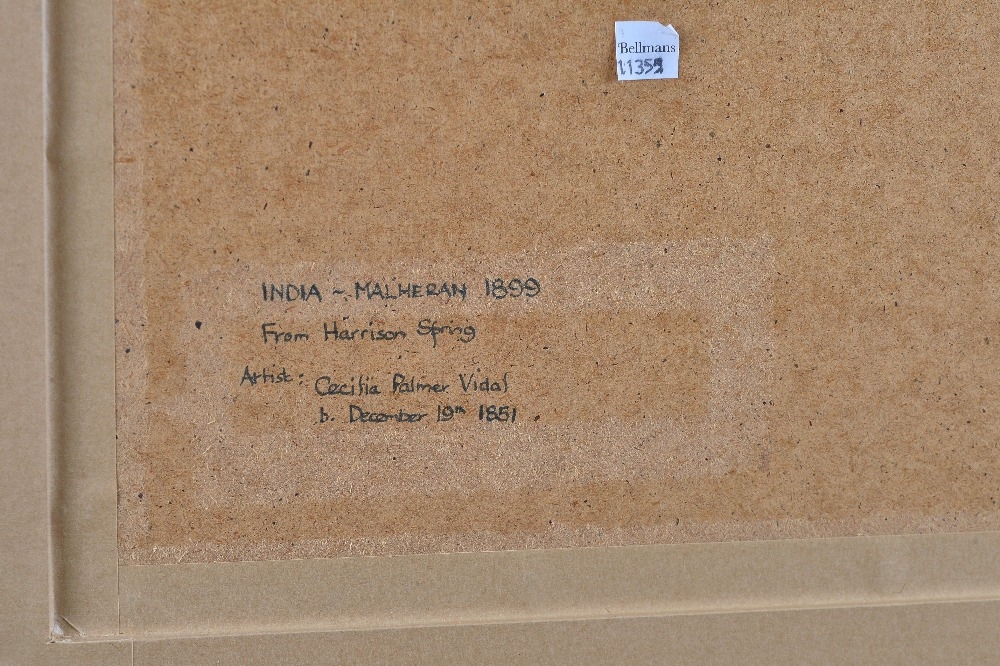 Bellmans
INDIA ~ MALHERAN 1899
From Harrison Spring
Artist: Cecilia Palmer Vidal
b. December 19th 1851.